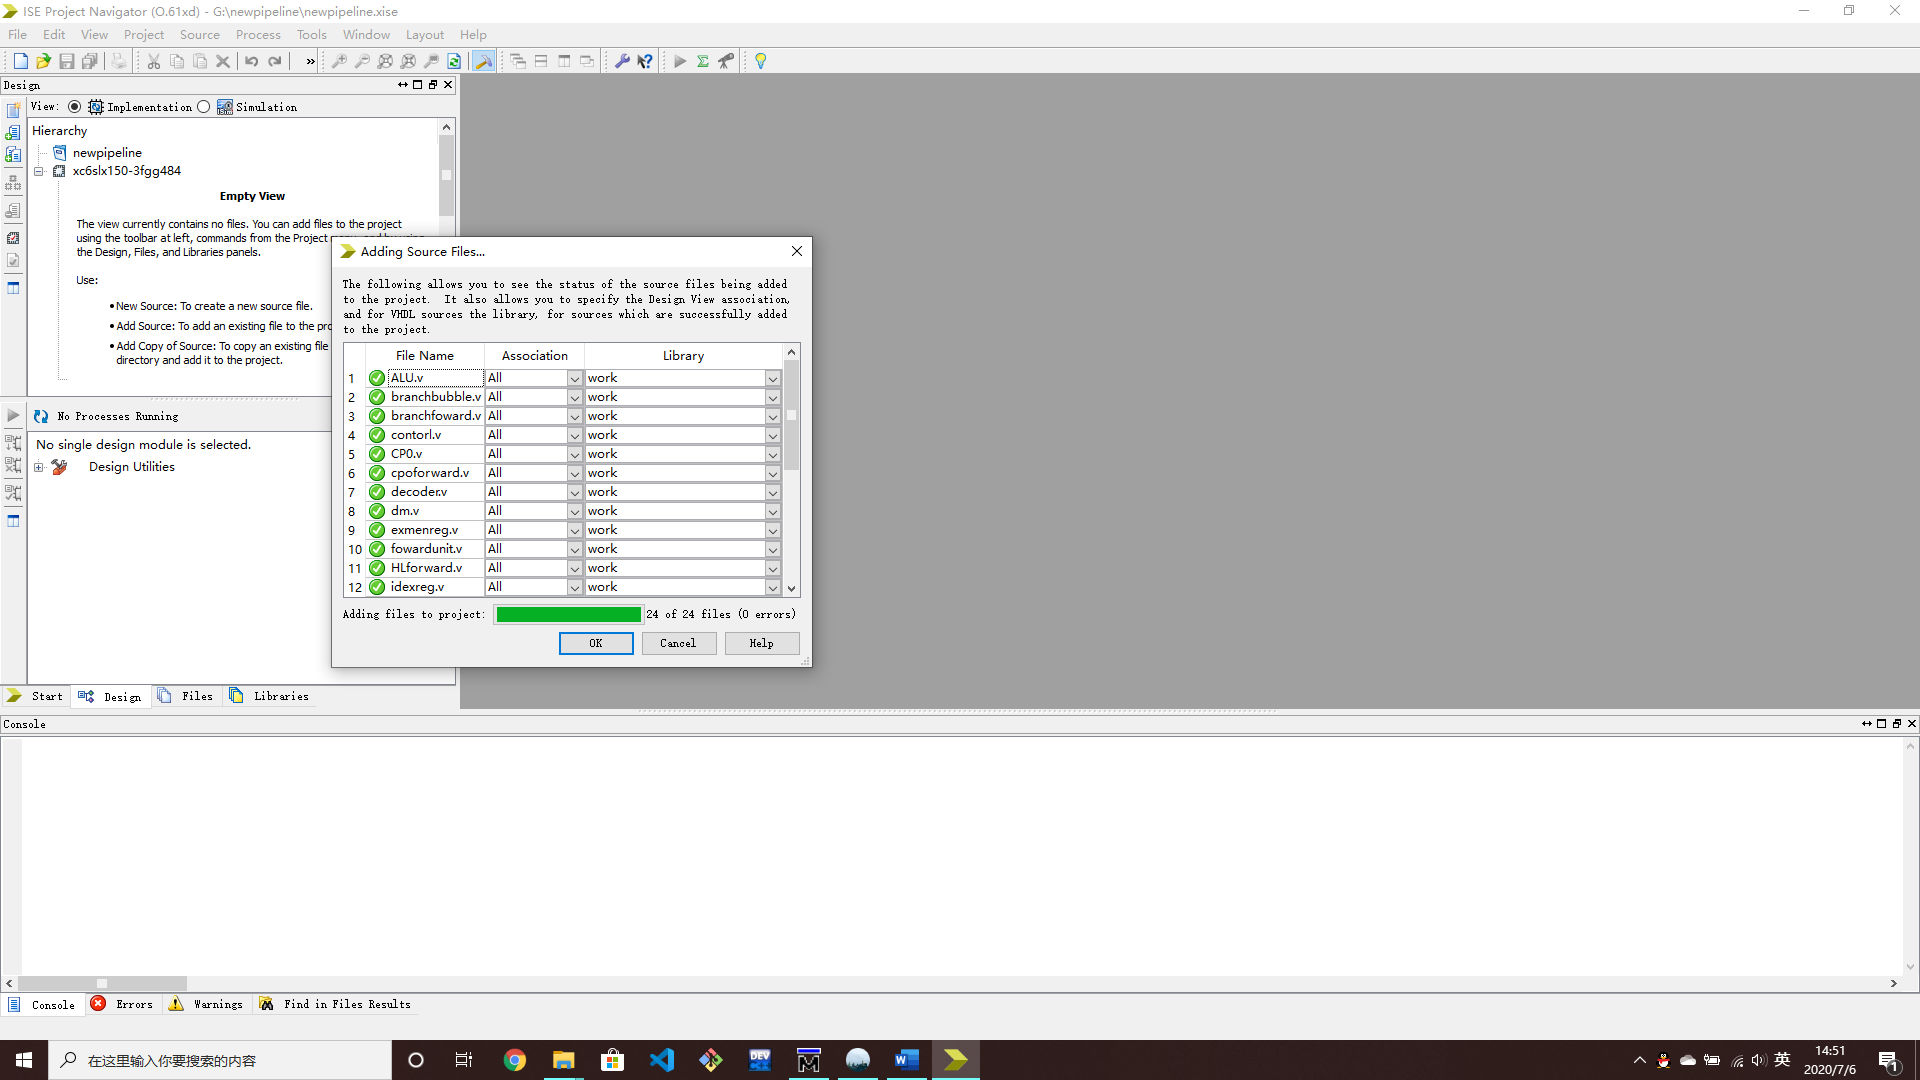 ISE Project Navigator (O.61xd) - G:\newpipeline\newpipeline.xise
File Edit View Project Source Process Tools Window Layout Help
»
Design
View: Implementation Simulation
Hierarchy
newpipeline
xc6slx150-3fgg484
Empty View
The view currently contains no files. You can add files to the project
using the toolbar at left, commands from the Project menu, and by using
the Design, Files, and Libraries panels.
Use:
• New Source: To create a new source file.
• Add Source: To add an existing file to the pro
• Add Copy of Source: To copy an existing file
directory and add it to the project.
No Processes Running
No single design module is selected.
Design Utilities
Start Design Files Libraries
Adding Source Files...
The following allows you to see the status of the source files being added
to the project. It also allows you to specify the Design View association,
and for VHDL sources the library, for sources which are successfully added
to the project.
File Name Association Library
1 ALU.v All work
2 branchbubble.v All work
3 branchfoward.v All work
4 contorl.v All work
5 CP0.v All work
6 cpoforward.v All work
7 decoder.v All work
8 dm.v All work
9 exmenreg.v All work
10 fowardunit.v All work
11 HLforward.v All work
12 idexreg.v All work
Adding files to project: 24 of 24 files (0 errors)
OK Cancel Help
Console
Console Errors Warnings Find in Files Results
在这里输入你要搜索的内容
DEV
英
14:51
2020/7/6
1